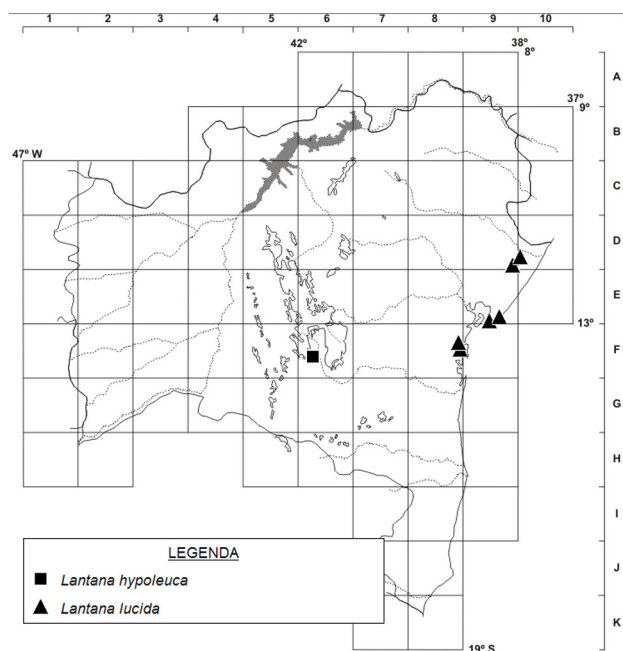 1 2 3 4 5 6 7 8 9 10
42º 38º
8º
A
37º
9º
B
47º W
C
D
E
13º
F
G
H
I
LEGENDA
Lantana hypoleuca
J
Lantana lucida
K
19º S